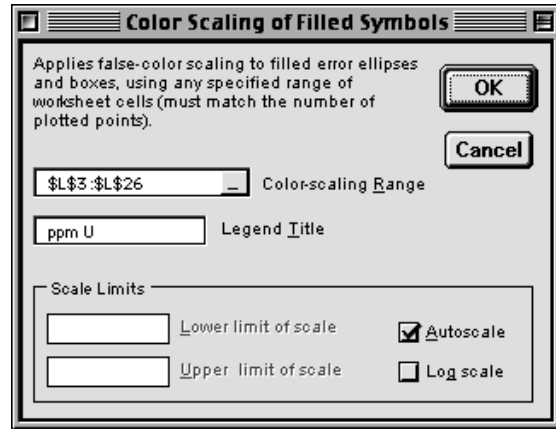 Color Scaling of Filled Symbols
Applies false-color scaling to filled error ellipses
and boxes, using any specified range of
worksheet cells (must match the number of
plotted points).
OK
Cancel
$L$3:$L$26 _ Color-scaling Range
ppm U Legend Title
Scale Limits
Lower limit of scale
Autoscale
Upper limit of scale
Log scale